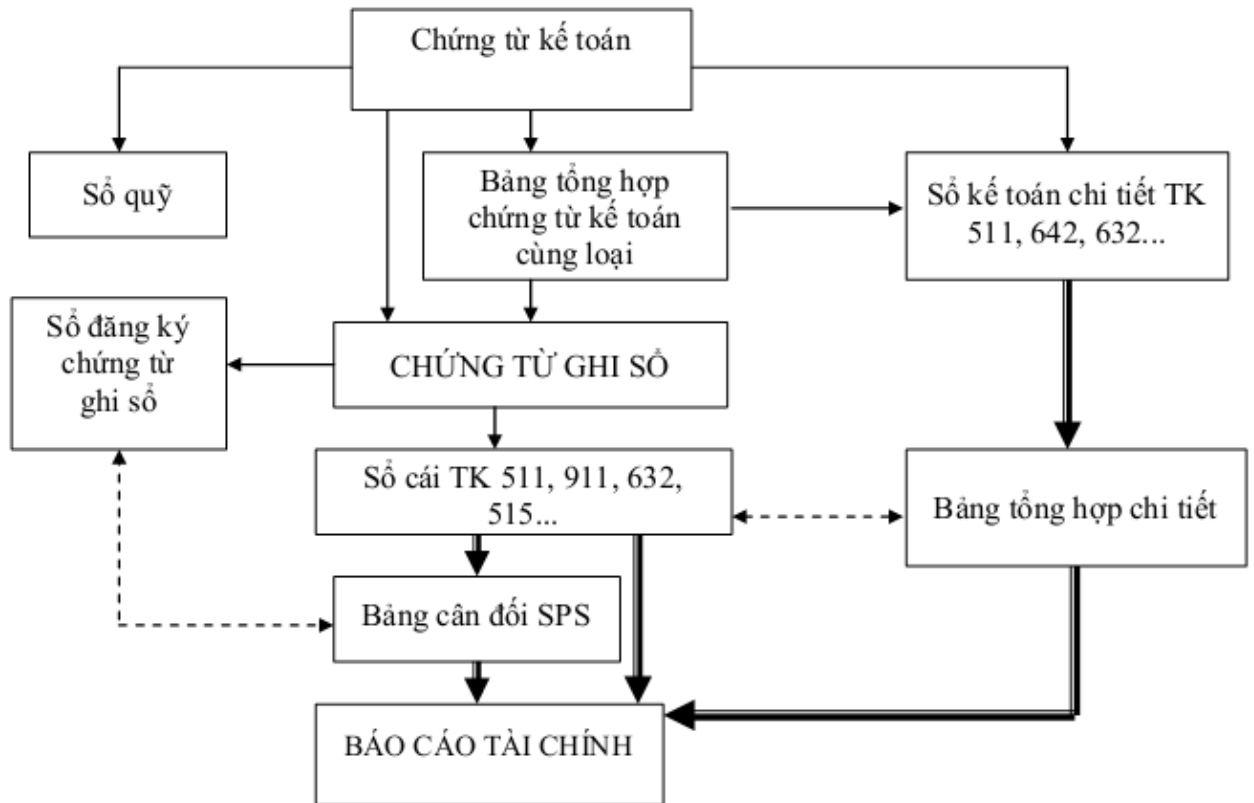 Chứng từ kế toán
Sổ quỹ
Bảng tổng hợp
chứng từ kế toán
cùng loại
Sổ kế toán chi tiết TK
511, 642, 632...
Sổ đăng ký
chứng từ
ghi sổ
CHỨNG TỪ GHI SỔ
Sổ cái TK 511, 911, 632,
515...
Bảng tổng hợp chi tiết
Bảng cân đối SPS
BÁO CÁO TÀI CHÍNH